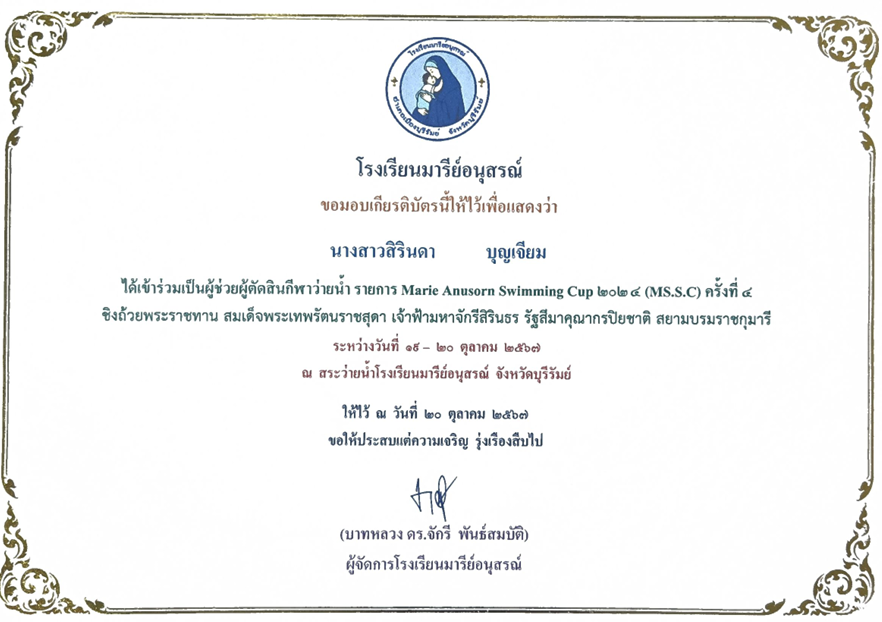 โรงเรียนมารีย์อนุสรณ์
อำเภอเมืองบุรีรัมย์ จังหวัดบุรีรัมย์
โรงเรียนมารีย์อนุสรณ์
ขอมอบเกียรติบัตรนี้ให้ไว้เพื่อแสดงว่า
นางสาวสิรินดา บุญเจียม
ได้เข้าร่วมเป็นผู้ช่วยผู้ตัดสินกีฬาว่ายน้ำ รายการ Marie Anusorn Swimming Cup ๒๐๒๔ (MS.S.C) ครั้งที่ ๔
ชิงถ้วยพระราชทาน สมเด็จพระเทพรัตนราชสุดา เจ้าฟ้ามหาจักรีสิรินธร รัฐสีมาคุณากรปิยชาติ สยามบรมราชกุมารี
ระหว่างวันที่ ๑๙ – ๒๐ ตุลาคม ๒๕๖๗
ณ สระว่ายน้ำโรงเรียนมารีย์อนุสรณ์ จังหวัดบุรีรัมย์
ให้ไว้ ณ วันที่ ๒๐ ตุลาคม ๒๕๖๗
ขอให้ประสบแต่ความเจริญ รุ่งเรืองสืบไป
(บาทหลวง ดร.จักรี พันธ์สมบัติ)
ผู้จัดการโรงเรียนมารีย์อนุสรณ์